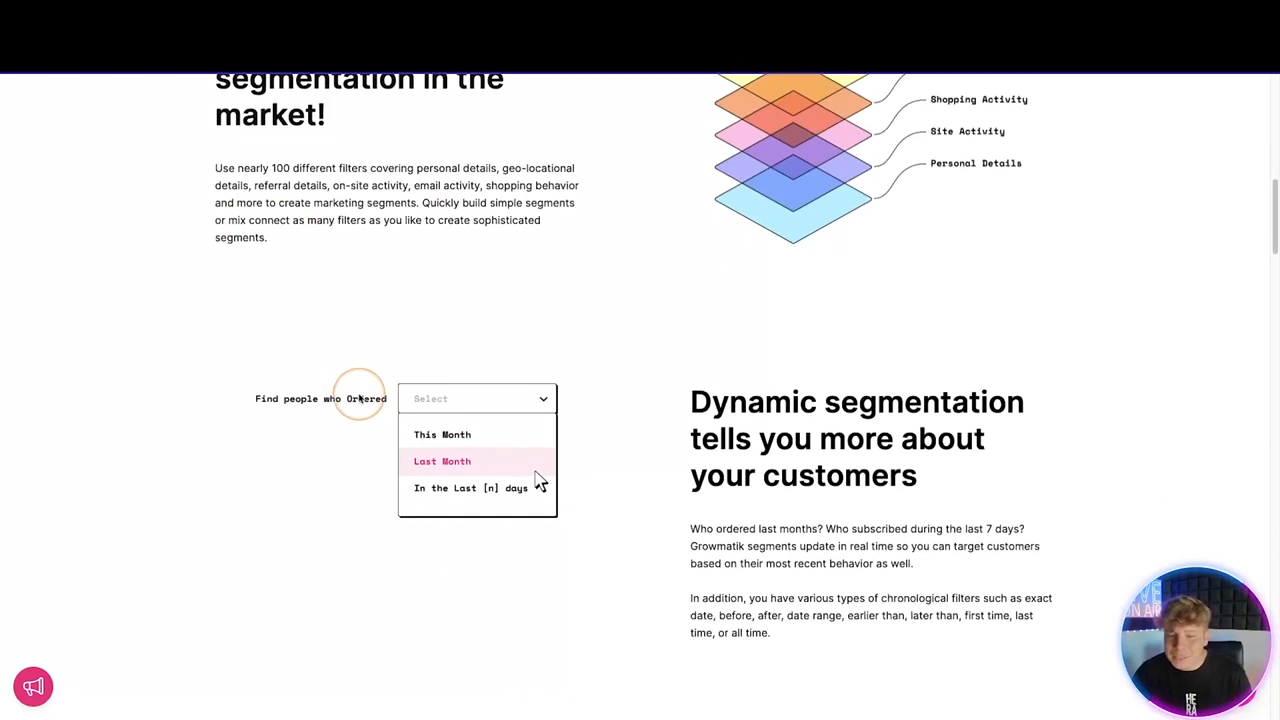 segmentation in the
market!
Use nearly 100 different filters covering personal details, geo-locational
details, referral details, on-site activity, email activity, shopping behavior
and more to create marketing segments. Quickly build simple segments
or mix connect as many filters as you like to create sophisticated
segments.
Shopping Activity
Site Activity
Personal Details
Find people who Ordered
Select
This Month
Last Month
In the Last [n] days
Dynamic segmentation
tells you more about
your customers
Who ordered last months? Who subscribed during the last 7 days?
Growmatik segments update in real time so you can target customers
based on their most recent behavior as well.
In addition, you have various types of chronological filters such as exact
date, before, after, date range, earlier than, later than, first time, last
time, or all time.
ON AIR
HE
RA